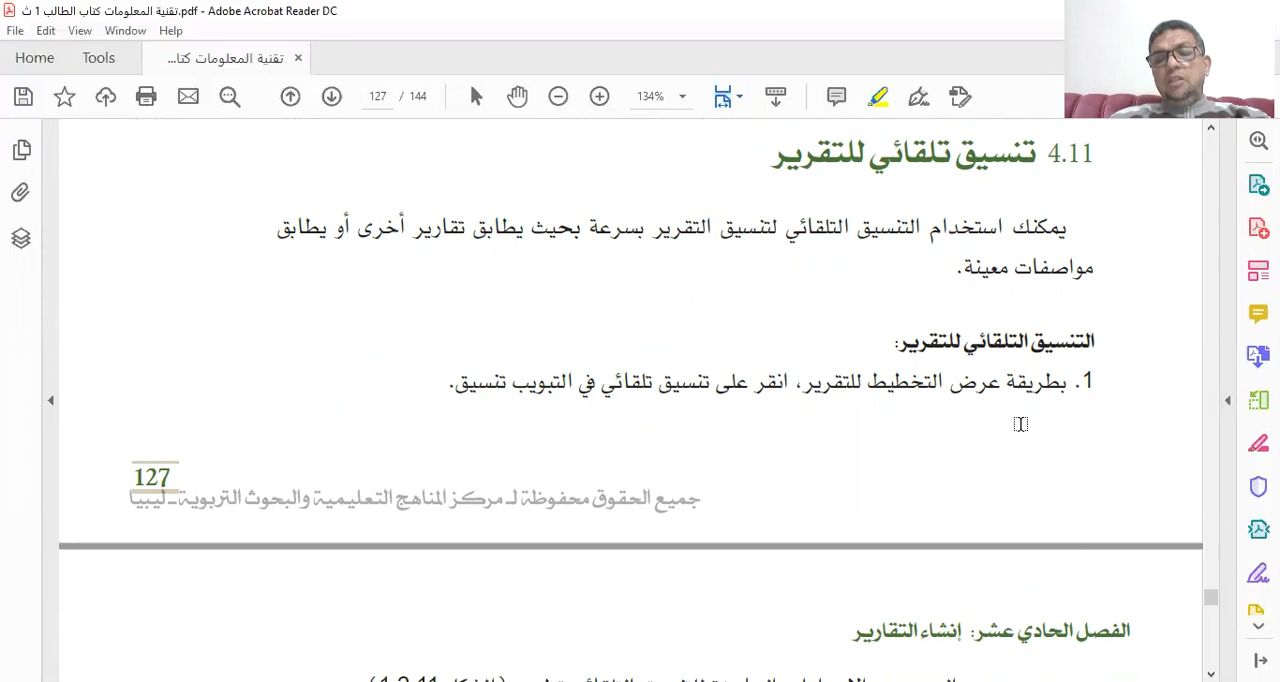 تقنية المعلومات كتاب الطالب 1 ث.pdf - Adobe Acrobat Reader DC
File Edit View Window Help
Home Tools تقنية المعلومات كتا... ×
127 / 144 134%
4.11 تنسيق تلقائي للتقرير
يمكنك استخدام التنسيق التلقائي لتنسيق التقرير بسرعة بحيث يطابق تقارير أخرى أو يطابق
مواصفات معينة.
التنسيق التلقائي للتقرير:
1. بطريقة عرض التخطيط للتقرير، انقر على تنسيق تلقائي في التبويب تنسيق.
127
جميع الحقوق محفوظة لـ مركز المناهج التعليمية والبحوث التربوية ـ ليبيا
الفصل الحادي عشر: إنشاء التقارير